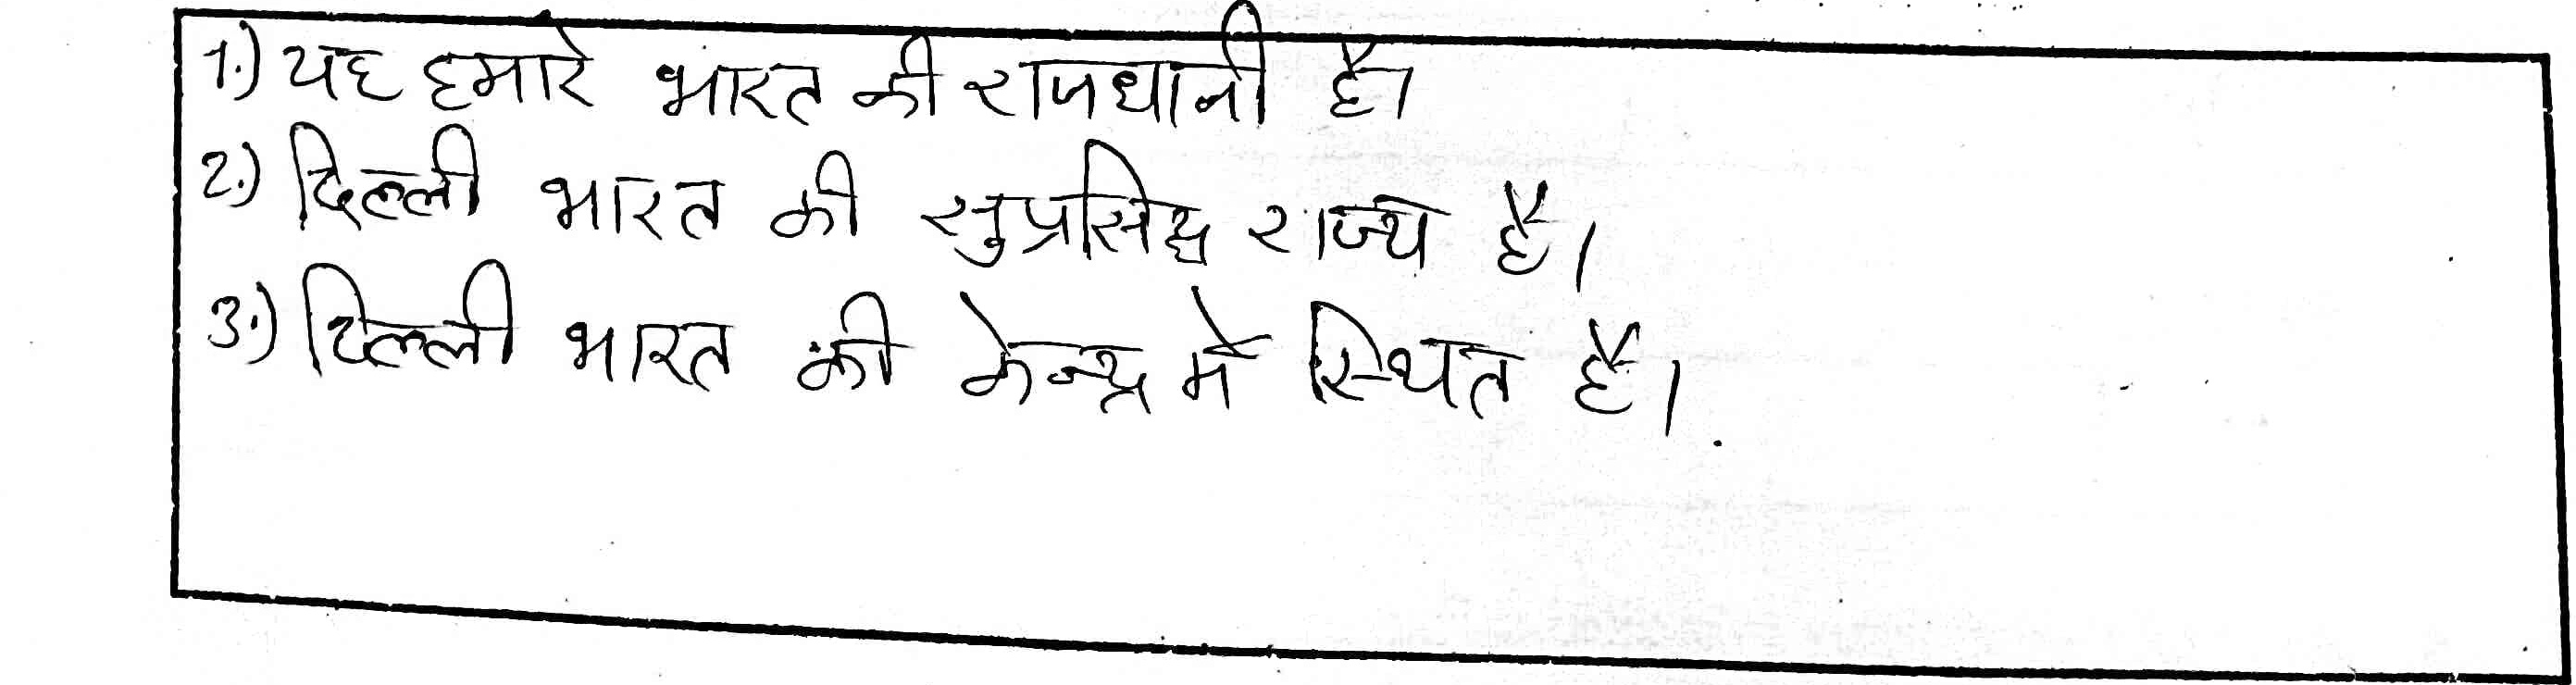 1.) यह हमारे भारत की राजधानी है।
2.) दिल्ली भारत की सुप्रसिद्ध राज्य है।
3.) दिल्ली भारत की केन्द्र में स्थित है।